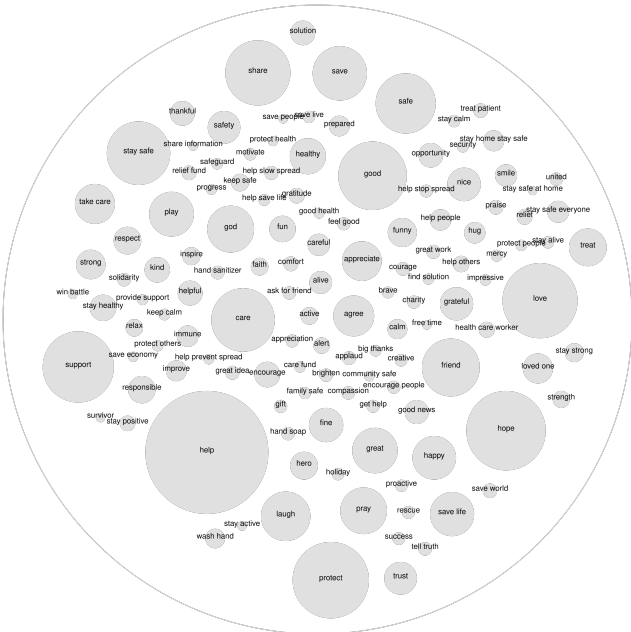 solution
share
save
safe
thankful
save people
save live
treat patient
safety
prepared
stay calm
stay safe
share information
protect health
stay home stay safe
security
motivate
healthy
opportunity
safeguard
relief fund
help slow spread
good
smile
united
keep safe
progress
help stop spread
nice
stay safe at home
gratitude
help save life
take care
play
good health
praise
relief
stay safe everyone
feel good
help people
god
fun
funny
hug
respect
careful
protect people
stay alive
treat
inspire
great work
mercy
strong
kind
hand sanitizer
faith
comfort
appreciate
courage
help others
solidarity
find solution
impressive
alive
win battle
provide support
helpful
ask for friend
brave
love
stay healthy
charity
grateful
keep calm
care
active
agree
relax
calm
free time
health care worker
immune
protect others
appreciation
alert
big thanks
save economy
help prevent spread
applaud
creative
stay strong
support
improve
great idea
encourage
care fund
brighten
community safe
friend
loved one
responsible
family safe
compassion
encourage people
gift
get help
strength
survivor
stay positive
good news
fine
hand soap
hope
help
great
happy
hero
holiday
proactive
save world
laugh
pray
rescue
save life
stay active
wash hand
success
tell truth
protect
trust